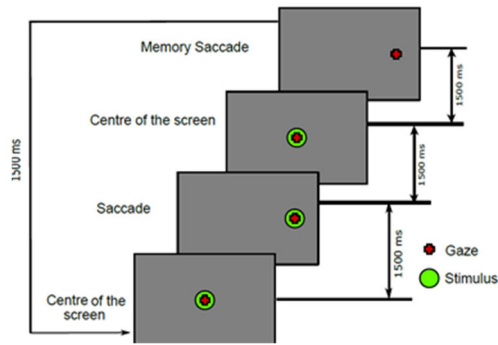 Memory Saccade
1500 ms
Centre of the screen
1500 ms
1500 ms
Saccade
1500 ms
Gaze
Stimulus
Centre of the
screen